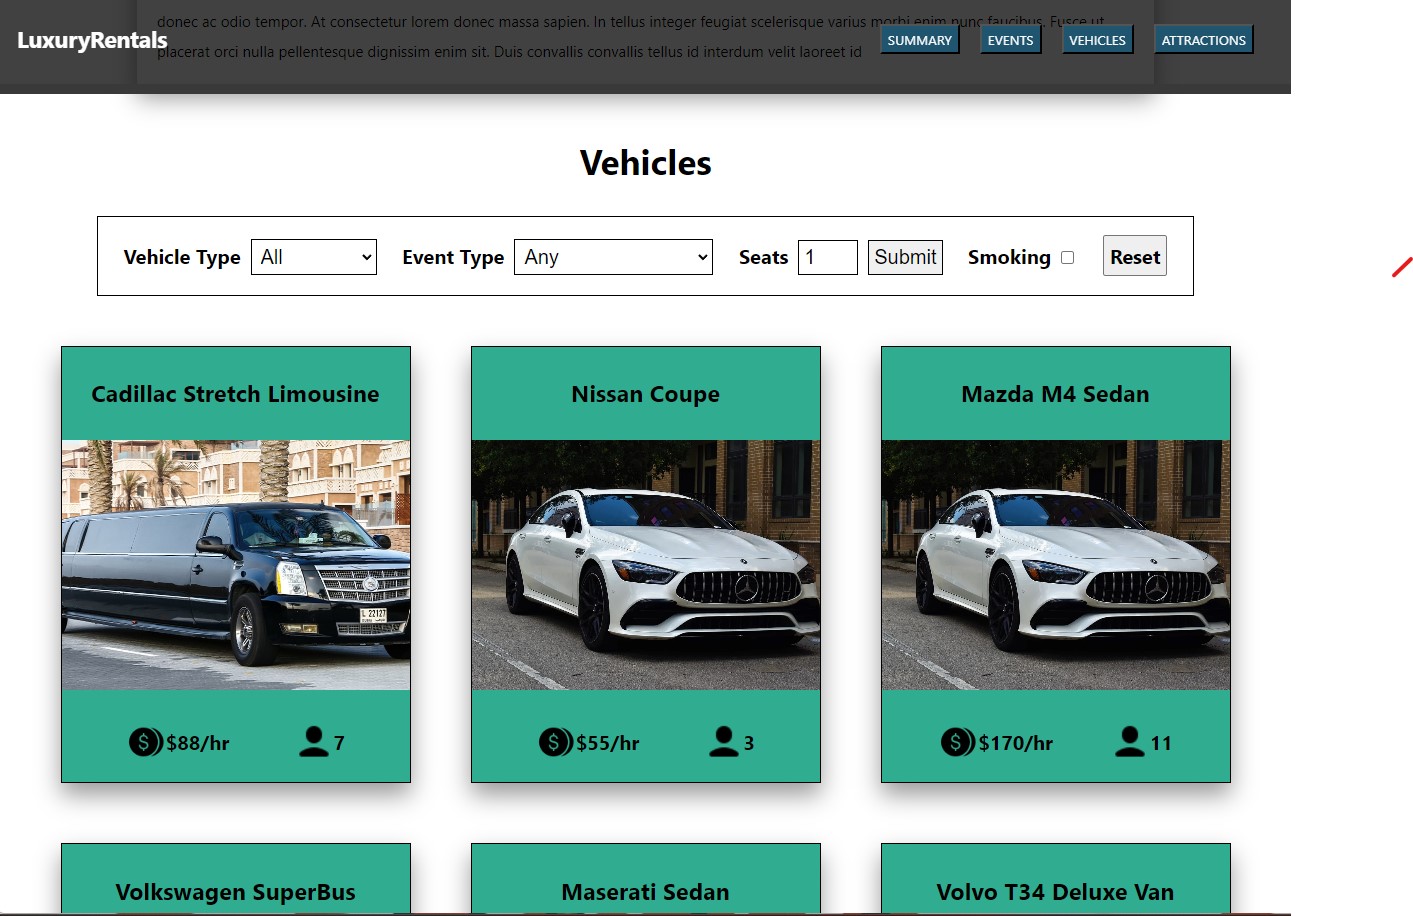 donec ac odio tempor. At consectetur lorem donec massa sapien. In tellus integer feugiat scelerisque varius morbi enim nunc faucibus. Fusce ut
placerat orci nulla pellentesque dignissim enim sit. Duis convallis convallis tellus id interdum velit laoreet id
LuxuryRentals
SUMMARY EVENTS VEHICLES ATTRACTIONS
Vehicles
Vehicle Type All Event Type Any Seats 1 Submit Smoking Reset
Cadillac Stretch Limousine Nissan Coupe Mazda M4 Sedan
L 22127
$ $88/hr 7 $ $55/hr 3 $ $170/hr 11
Volkswagen SuperBus Maserati Sedan Volvo T34 Deluxe Van